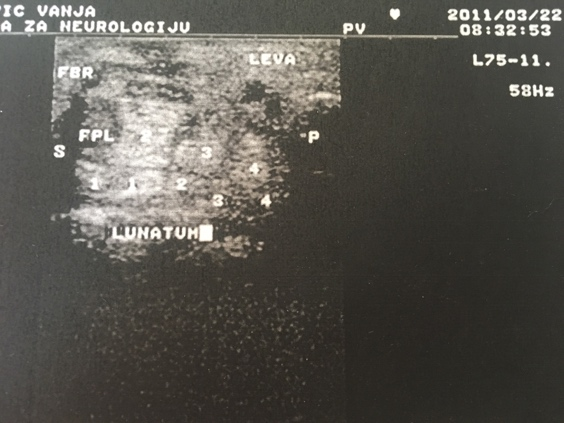 IC VANJA
A ZA NEUROLOGIJU
PV
2011/03/22
08:32:53
L75-11.
58Hz
LEVA
FBR
FPL 2
P
S
3
4
1 1 2
3 4
LUNATUM